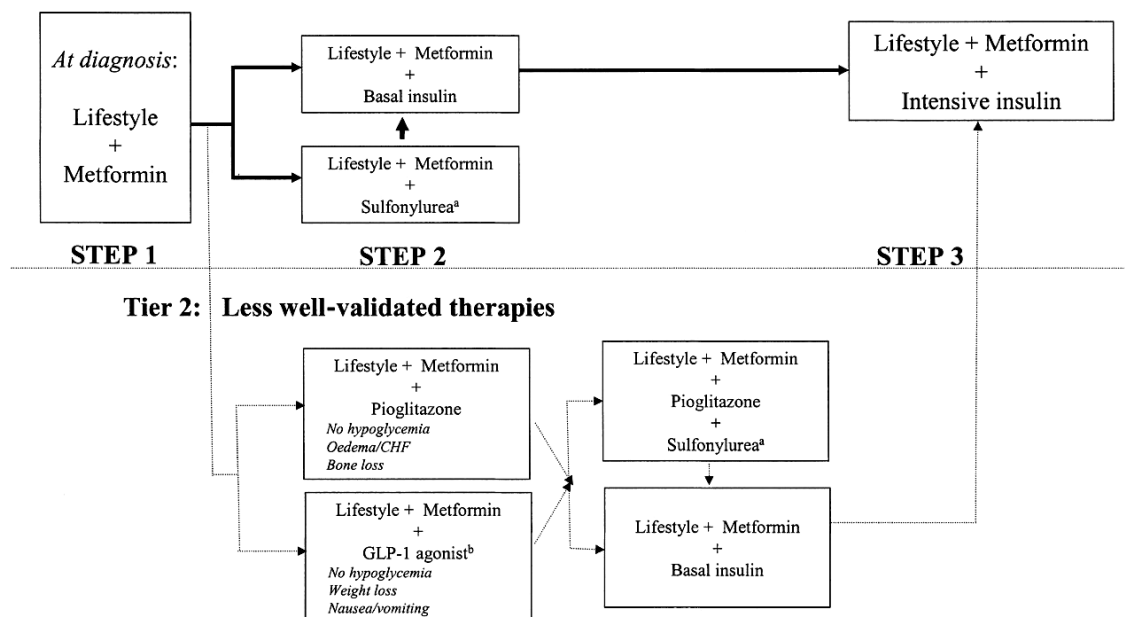 At diagnosis:
Lifestyle
+
Metformin
Lifestyle + Metformin
+
Basal insulin
Lifestyle + Metformin
+
Sulfonylureaᵃ
Lifestyle + Metformin
+
Intensive insulin
STEP 1
STEP 2
STEP 3
Tier 2: Less well-validated therapies
Lifestyle + Metformin
+
Pioglitazone
No hypoglycemia
Oedema/CHF
Bone loss
Lifestyle + Metformin
+
GLP-1 agonistᵇ
No hypoglycemia
Weight loss
Nausea/vomiting
Lifestyle + Metformin
+
Pioglitazone
+
Sulfonylureaᵃ
Lifestyle + Metformin
+
Basal insulin